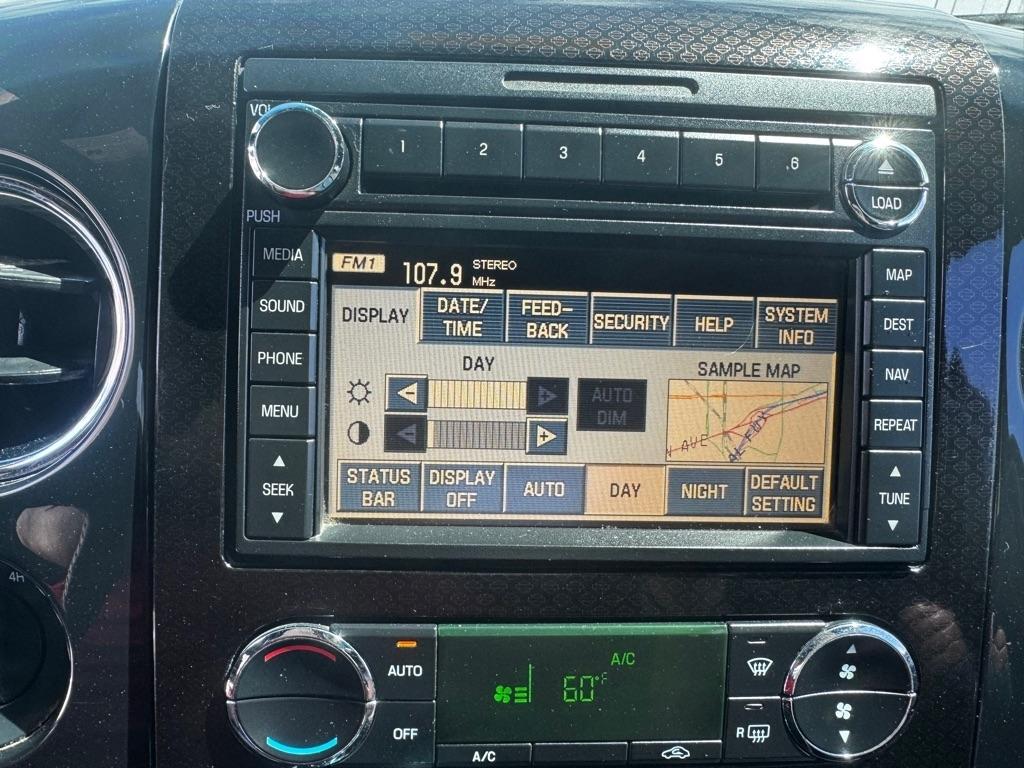 VOL
1 2 3 4 5 6
LOAD
PUSH
MEDIA
SOUND
PHONE
MENU
SEEK
FM1 107.9 STEREO
MHz
DISPLAY
DATE/
TIME
FEED-
BACK
SECURITY
HELP
SYSTEM
INFO
DAY
SAMPLE MAP
AUTO
DIM
AVE
STATUS
BAR
DISPLAY
OFF
AUTO
DAY
NIGHT
DEFAULT
SETTING
MAP
DEST
NAV
REPEAT
TUNE
4h
AUTO
OFF
A/C
60°F
A/C
R